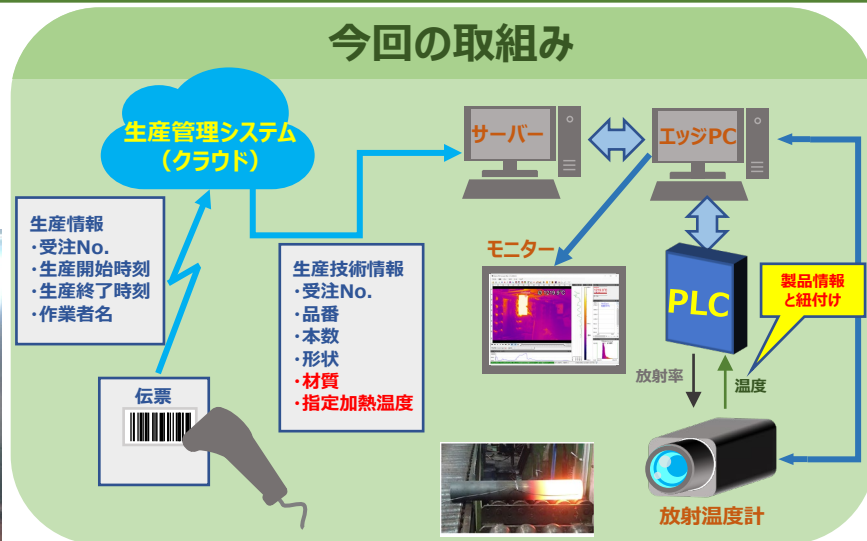 今回の取組み
生産管理システム
（クラウド）
サーバー
エッジPC
生産情報
・受注No.
・生産開始時刻
・生産終了時刻
・作業者名
生産技術情報
・受注No.
・品番
・本数
・形状
・材質
・指定加熱温度
モニター
PLC
製品情報
と紐付け
放射率
温度
伝票
放射温度計